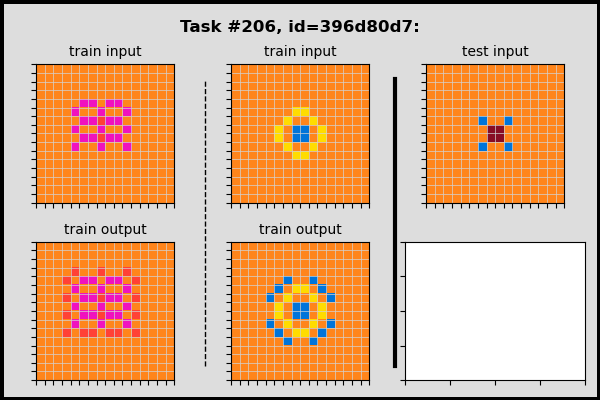 Task #206, id=396d80d7:
train input
train input
test input
train output
train output